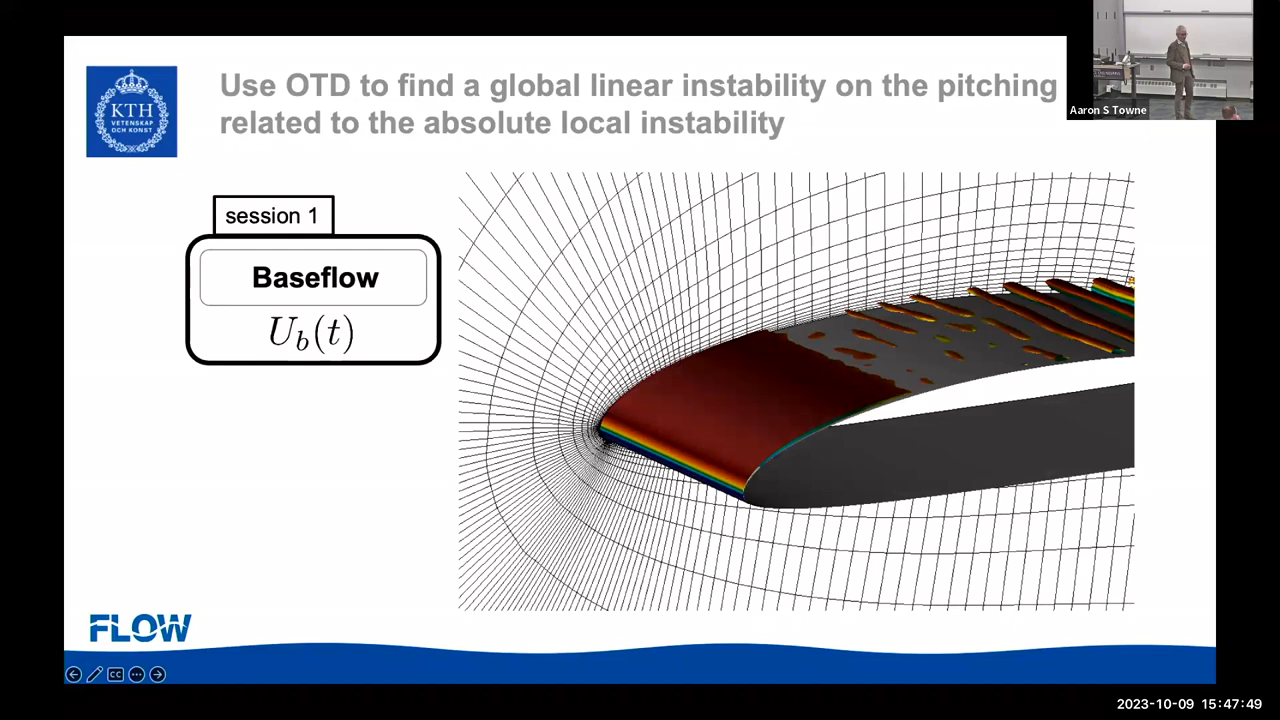 Use OTD to find a global linear instability on the pitching
related to the absolute local instability
Aaron S Towne
KTH
VETENSKAP
OCH KONST
session 1
Baseflow
U_b(t)
FLOW
CC
2023-10-09 15:47:49